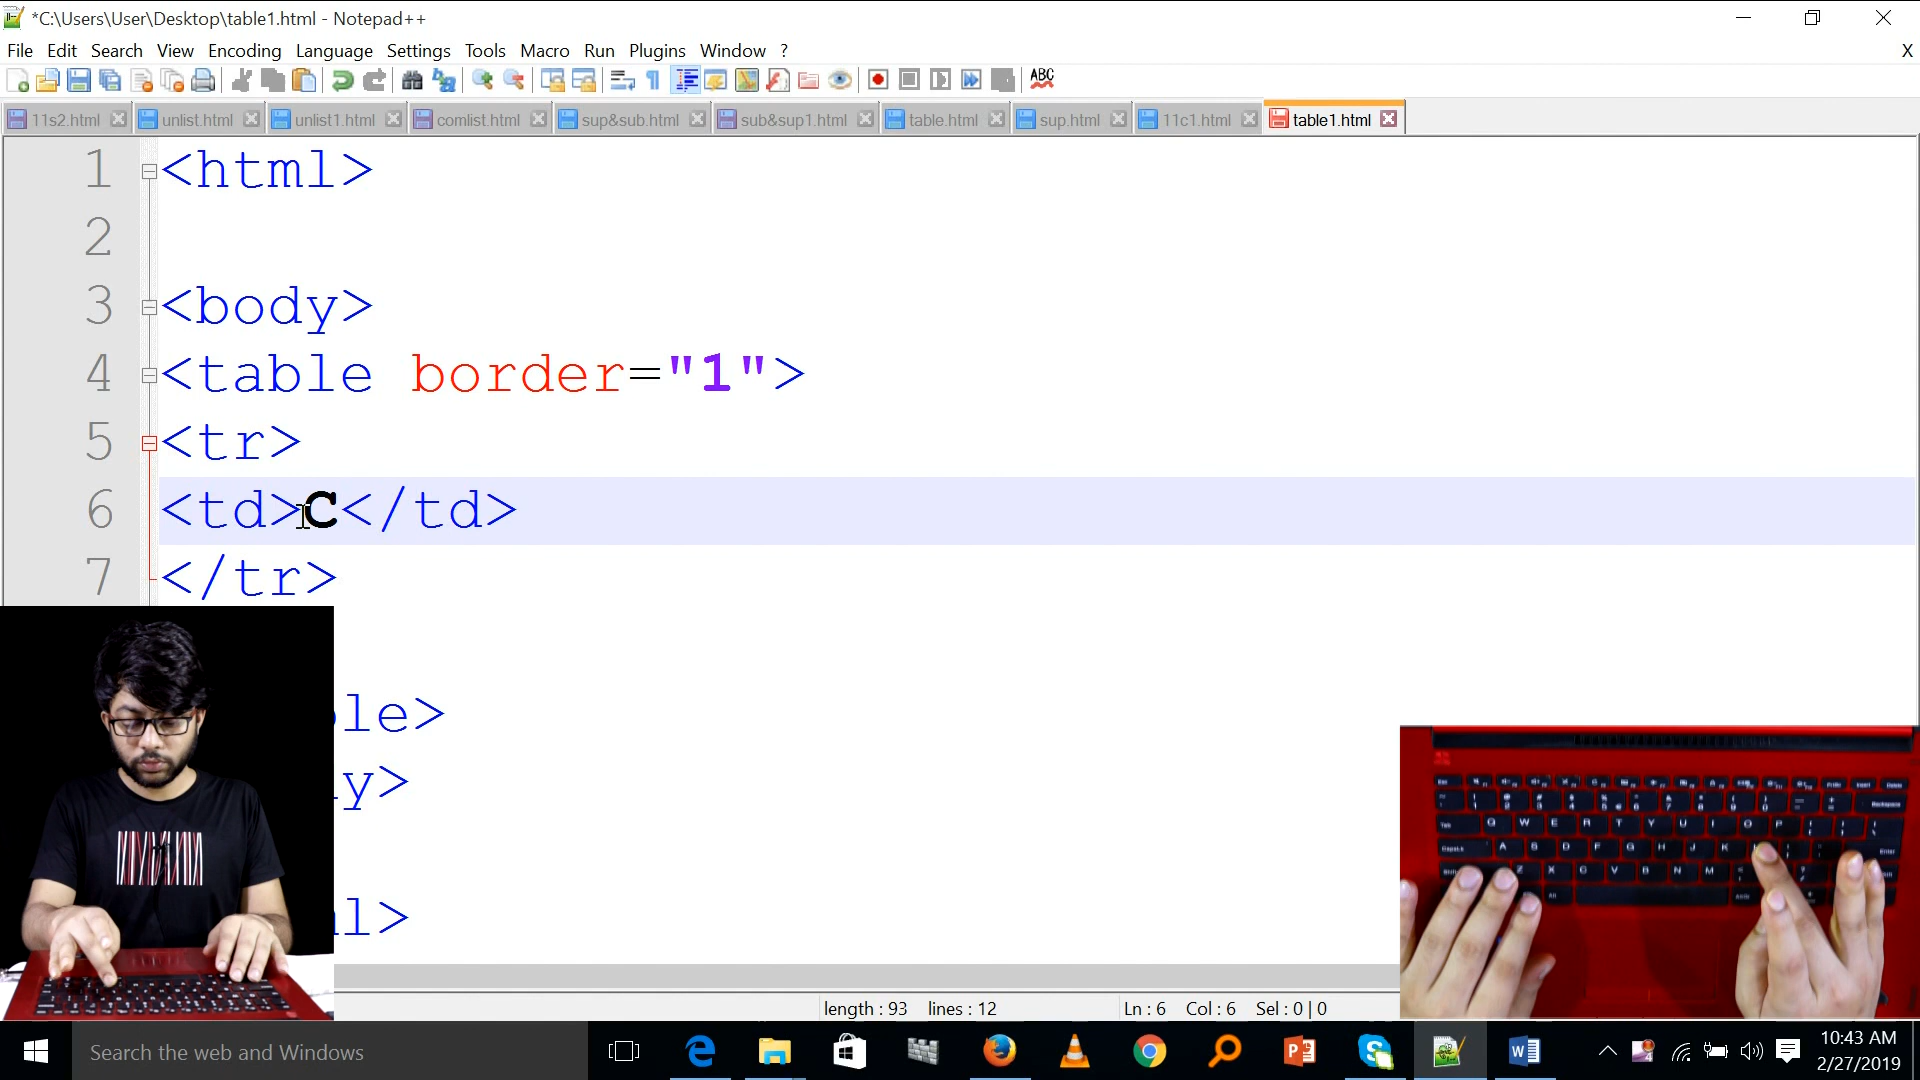 *C:\Users\User\Desktop\table1.html - Notepad++
File Edit Search View Encoding Language Settings Tools Macro Run Plugins Window ? X
ABC
11s2.html unlist.html unlist1.html comlist.html sup&sub.html sub&sup1.html table.html sup.html 11c1.html table1.html
1 <html>
2
3 <body>
4 <table border="1">
5 <tr>
6 <td>C</td>
7 </tr>
le>
y>
l>
length : 93 lines : 12 Ln : 6 Col : 6 Sel : 0 | 0
Q W E R T Y U I O P
A S D F G H J K
Z X C V B N M
Search the web and Windows
10:43 AM
2/27/2019